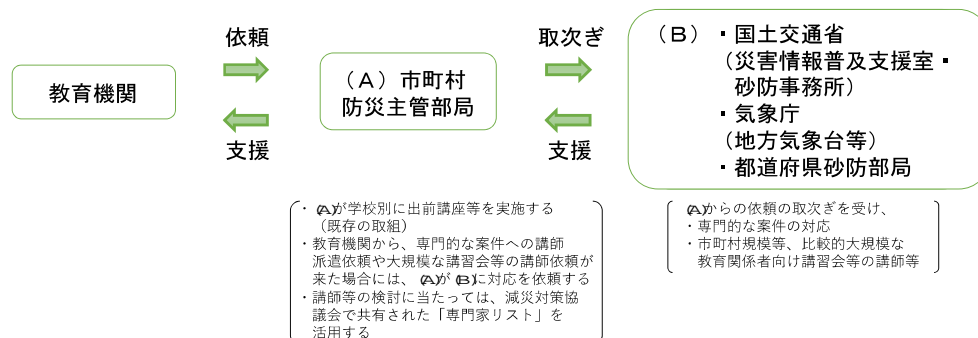 依頼
取次ぎ
教育機関
(A)市町村
防災主管部局
(B)・国土交通省
(災害情報普及支援室・
砂防事務所)
・気象庁
(地方気象台等)
・都道府県砂防部局
支援
支援
・(A)が学校別に出前講座等を実施する
(既存の取組)
・教育機関から、専門的な案件への講師
派遣依頼や大規模な講習会等の講師依頼が
来た場合には、(A)が(B)に対応を依頼する
・講師等の検討に当たっては、減災対策協
議会で共有された「専門家リスト」を
活用する
(A)からの依頼の取次ぎを受け、
・専門的な案件の対応
・市町村規模等、比較的大規模な
教育関係者向け講習会等の講師等